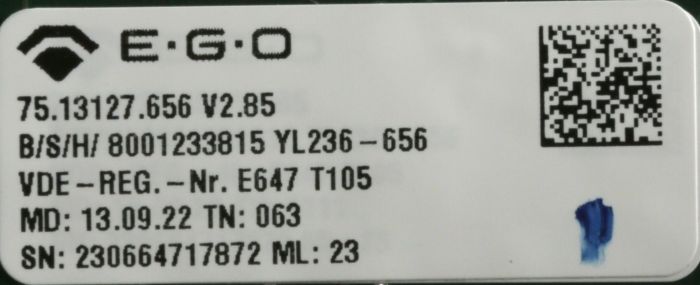 E·G·O
75.13127.656 V2.85
B/S/H/ 8001233815 YL236-656
VDE-REG.-Nr. E647 T105
MD: 13.09.22 TN: 063
SN: 230664717872 ML: 23